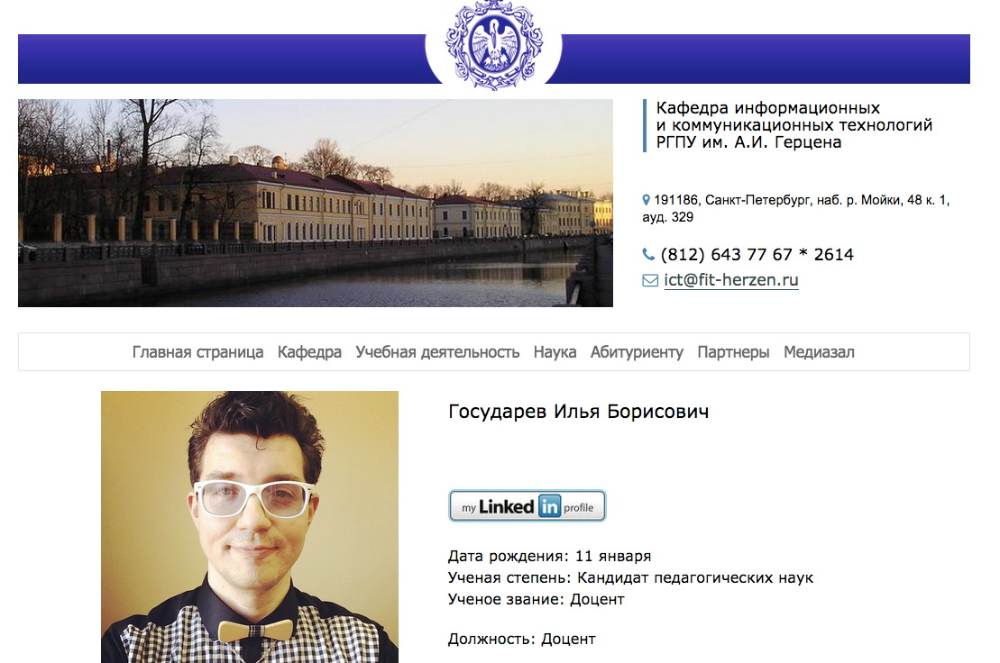 Кафедра информационных
и коммуникационных технологий
РГПУ им. А.И. Герцена
191186, Санкт-Петербург, наб. р. Мойки, 48 к. 1,
ауд. 329
(812) 643 77 67 * 2614
ict@fit-herzen.ru
Главная страница Кафедра Учебная деятельность Наука Абитуриенту Партнеры Медиазал
Государев Илья Борисович
my Linked in profile
Дата рождения: 11 января
Ученая степень: Кандидат педагогических наук
Ученое звание: Доцент
Должность: Доцент